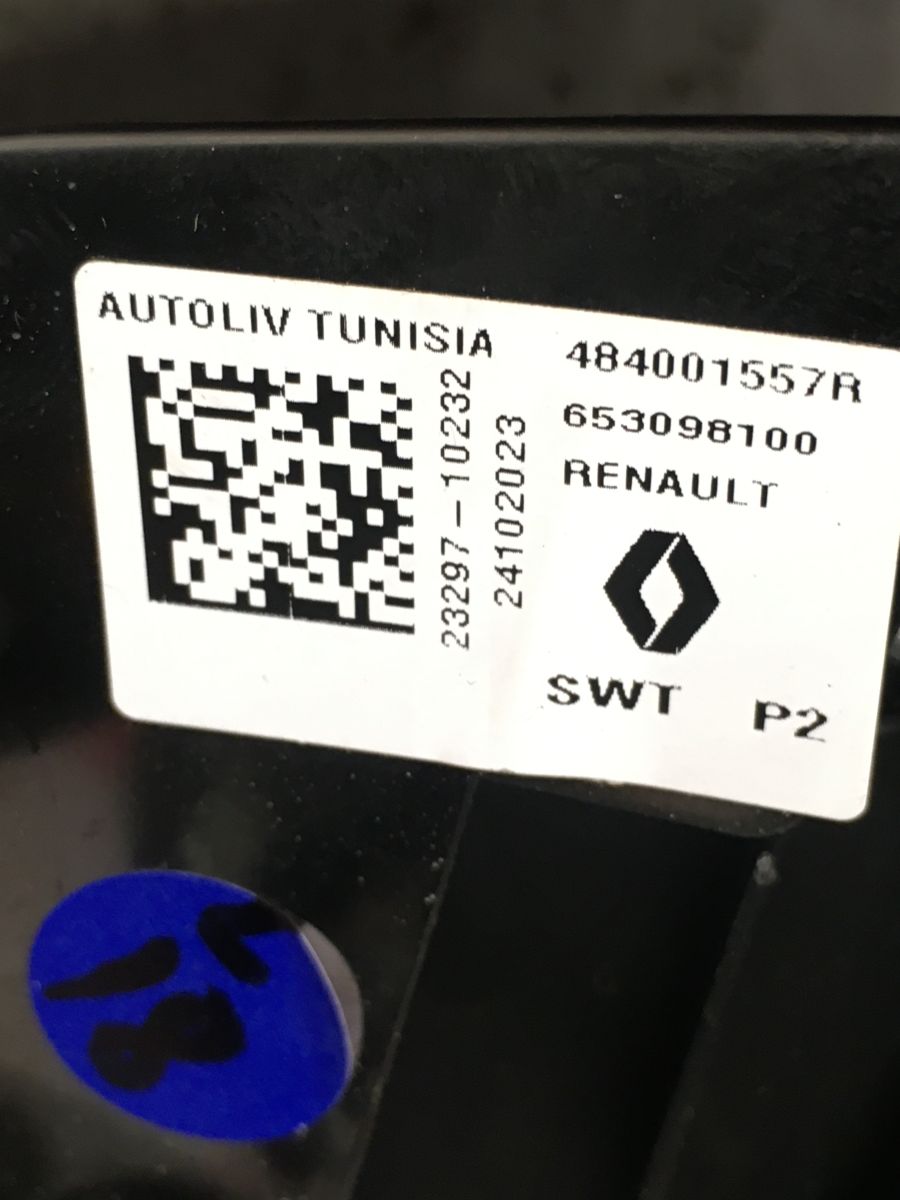 AUTOLIV TUNISIA
23297-10232
24102023
484001557R
653098100
RENAULT
SWT P2